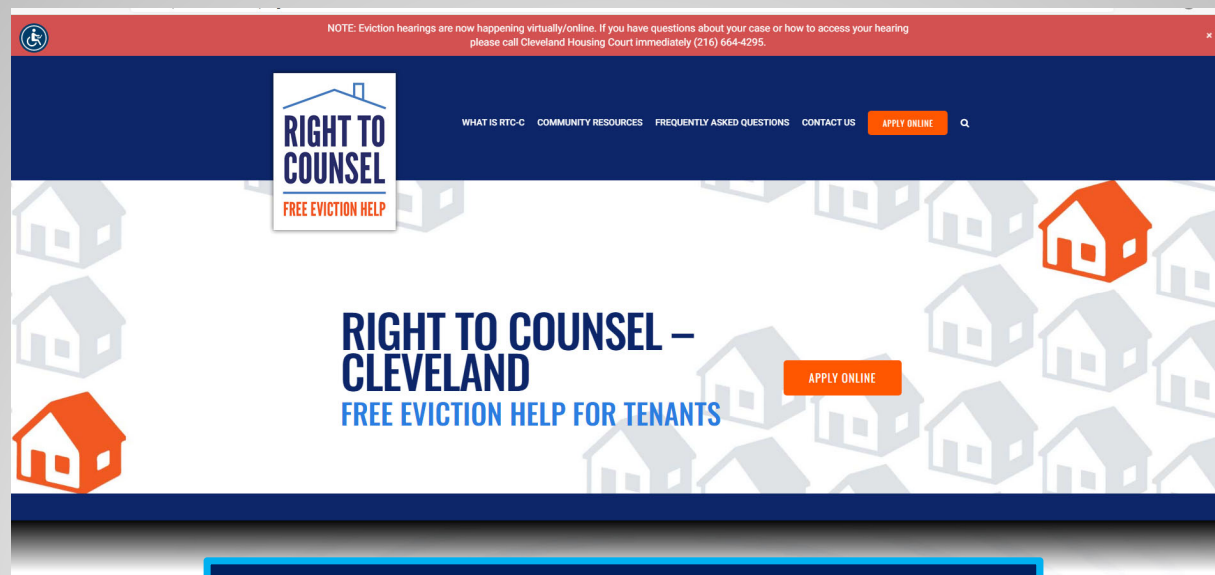 NOTE: Eviction hearings are now happening virtually/online. If you have questions about your case or how to access your hearing
please call Cleveland Housing Court immediately (216) 664-4295.
×
RIGHT TO
COUNSEL
FREE EVICTION HELP
WHAT IS RTC-C COMMUNITY RESOURCES FREQUENTLY ASKED QUESTIONS CONTACT US APPLY ONLINE
RIGHT TO COUNSEL –
CLEVELAND
FREE EVICTION HELP FOR TENANTS
APPLY ONLINE